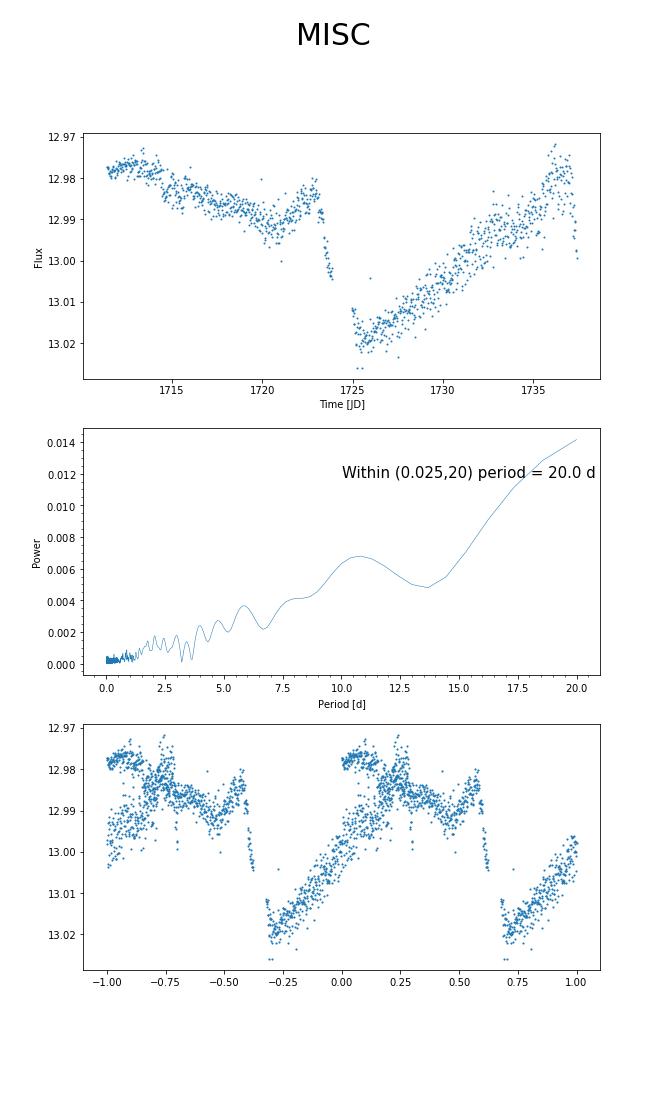 MISC
12.97
12.98
12.99
13.00
13.01
13.02
Flux
1715 1720 1725 1730 1735
Time [JD]
0.014
0.012
0.010
0.008
0.006
0.004
0.002
0.000
Power
Within (0.025,20) period = 20.0 d
0.0 2.5 5.0 7.5 10.0 12.5 15.0 17.5 20.0
Period [d]
12.97
12.98
12.99
13.00
13.01
13.02
−1.00 −0.75 −0.50 −0.25 0.00 0.25 0.50 0.75 1.00